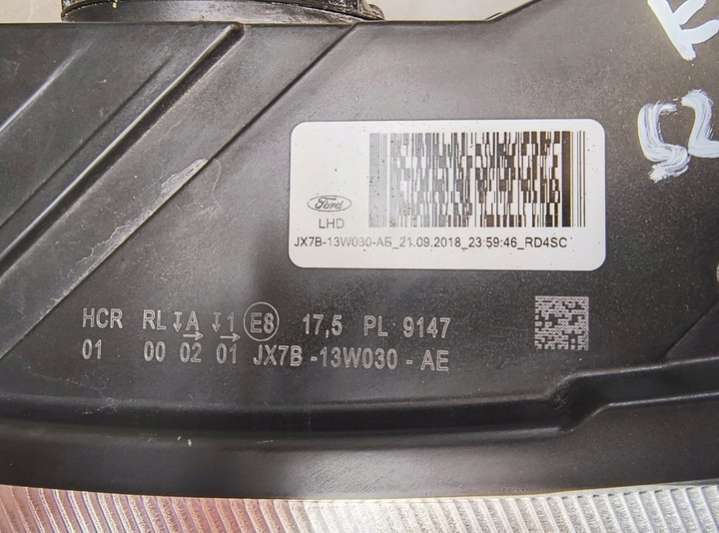 Ford
LHD
JX7B-13W030-AE_21.09.2018_23:59:46_RD4SC
HCR RL A 1 E8 17,5 PL 9147
01 00 02 01 JX7B -13W030 - AE